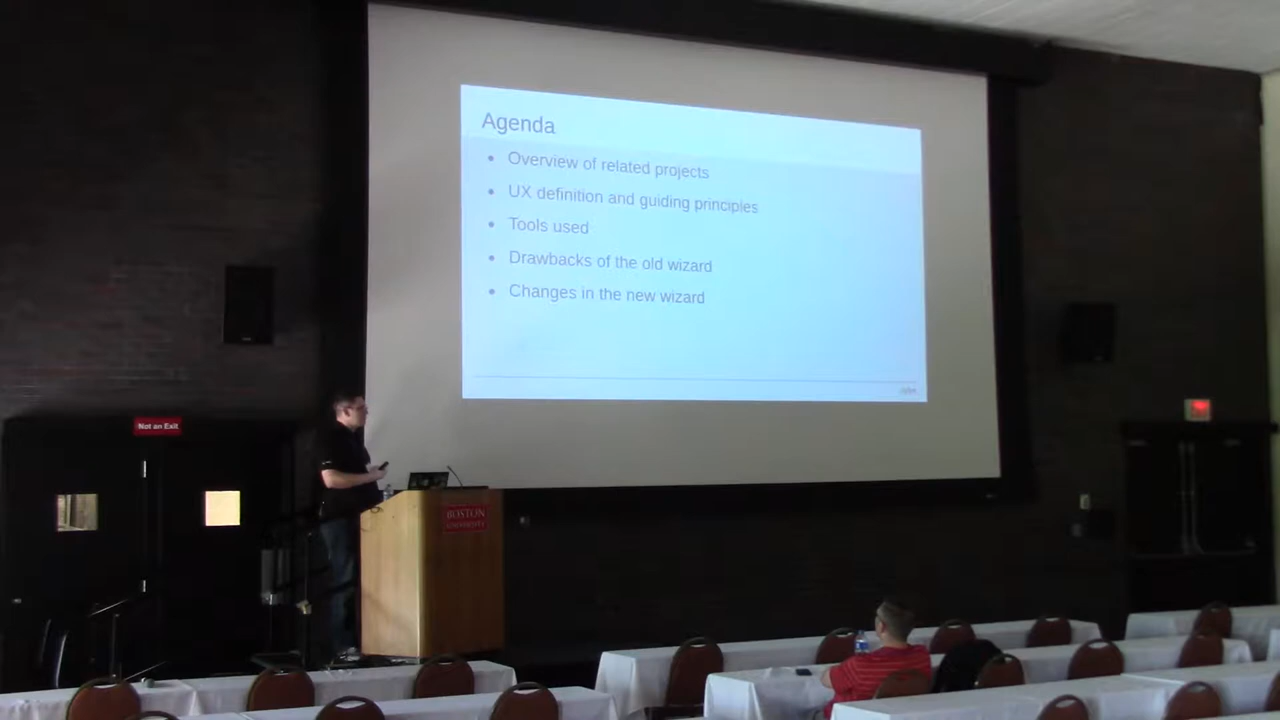 Agenda
• Overview of related projects
• UX definition and guiding principles
• Tools used
• Drawbacks of the old wizard
• Changes in the new wizard
Not an Exit
BOSTON
UNIVERSITY